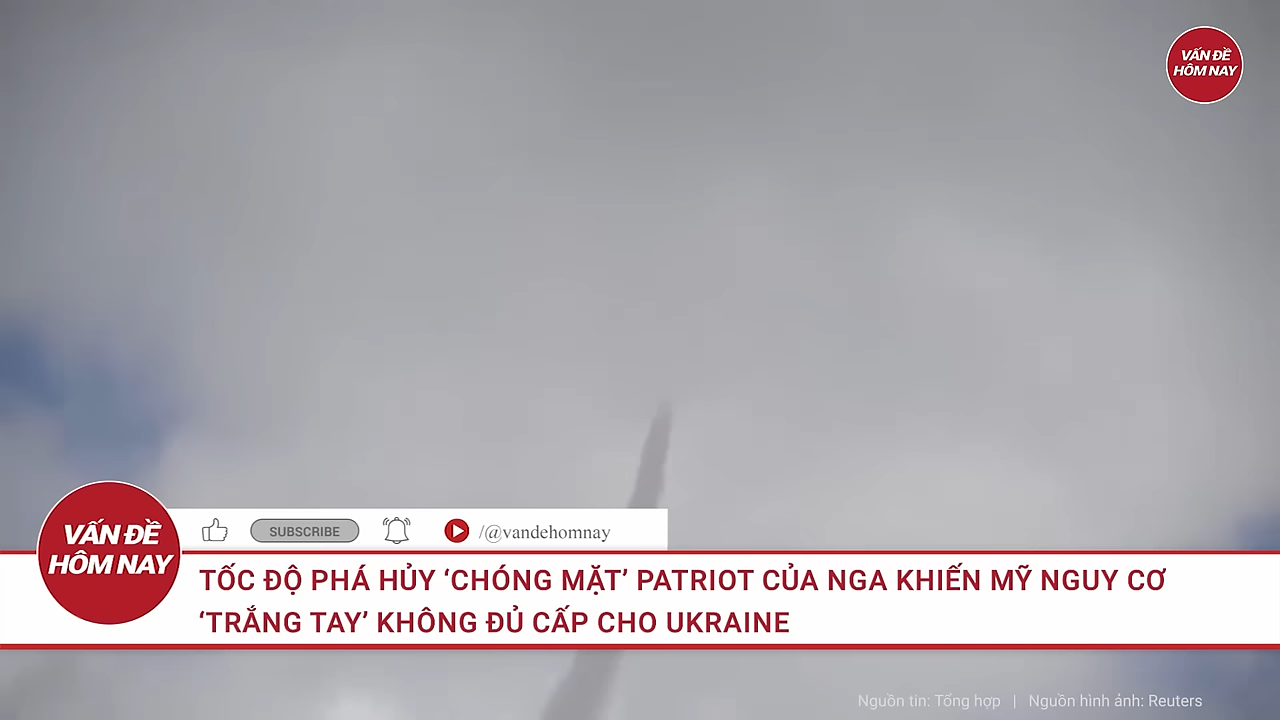 VẤN ĐỀ
HÔM NAY
SUBSCRIBE
/@vandehomnay
VẤN ĐỀ
HÔM NAY
TỐC ĐỘ PHÁ HỦY ‘CHÓNG MẶT’ PATRIOT CỦA NGA KHIẾN MỸ NGUY CƠ
‘TRẮNG TAY’ KHÔNG ĐỦ CẤP CHO UKRAINE
Nguồn tin: Tổng hợp | Nguồn hình ảnh: Reuters